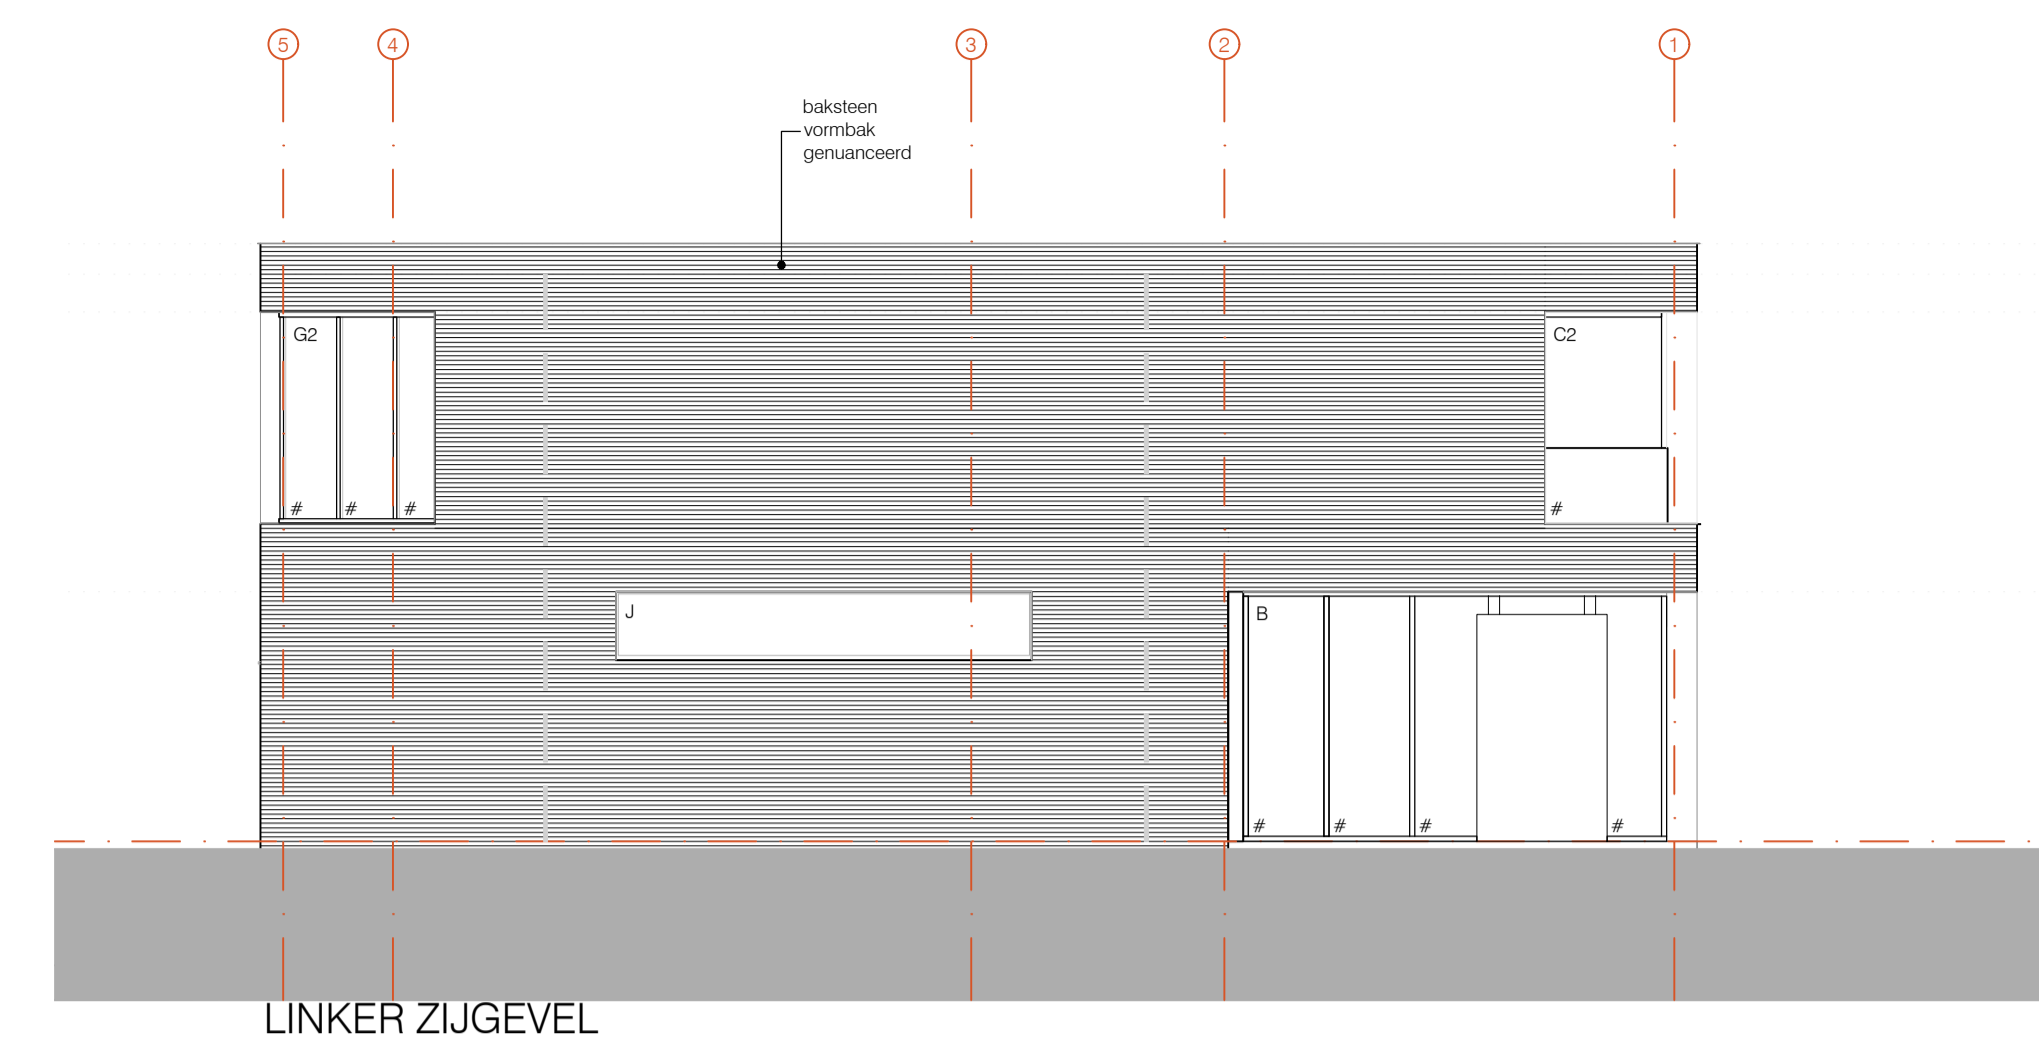 5 4 3 2 1
baksteen
vormbak
genuanceerd
G2 C2
# # # #
J B
# # # #
LINKER ZIJGEVEL